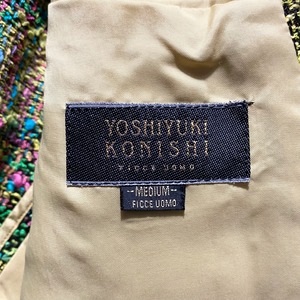 YOSHIYUKI
KONISHI
FICCE UOMO
--MEDIUM--
FICCE UOMO